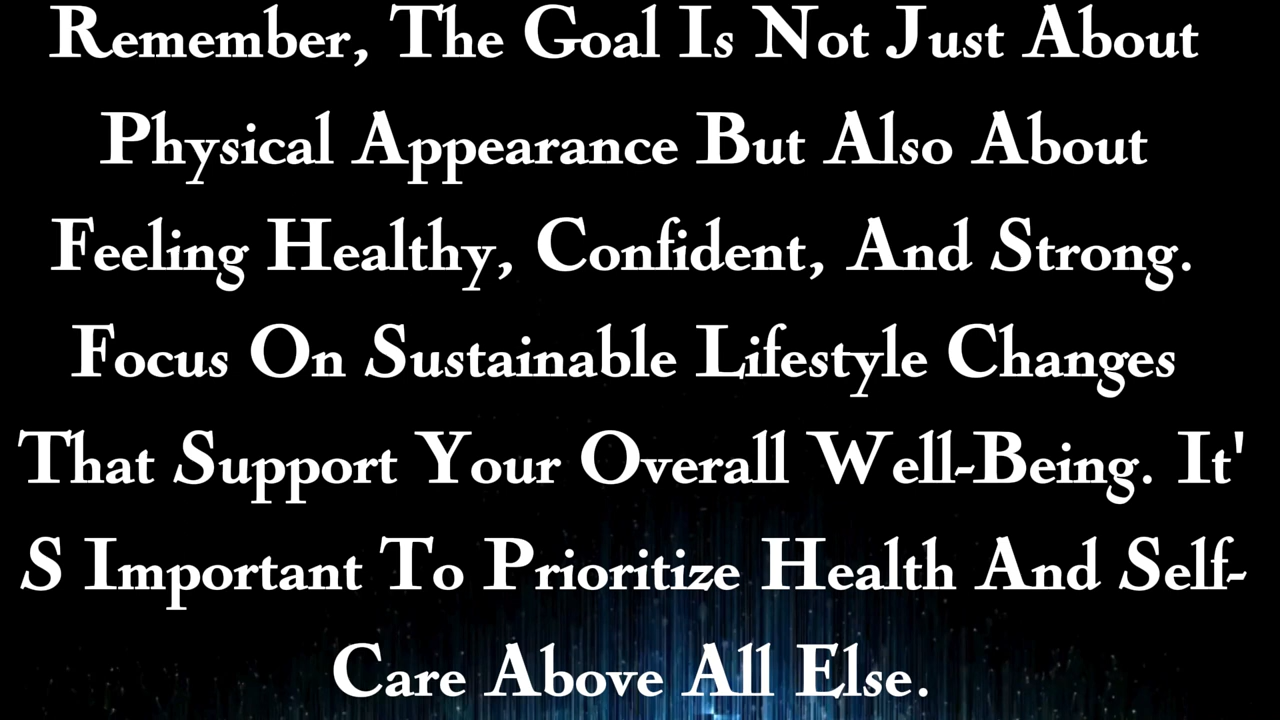 Remember, The Goal Is Not Just About
Physical Appearance But Also About
Feeling Healthy, Confident, And Strong.
Focus On Sustainable Lifestyle Changes
That Support Your Overall Well-Being. It'
S Important To Prioritize Health And Self-
Care Above All Else.